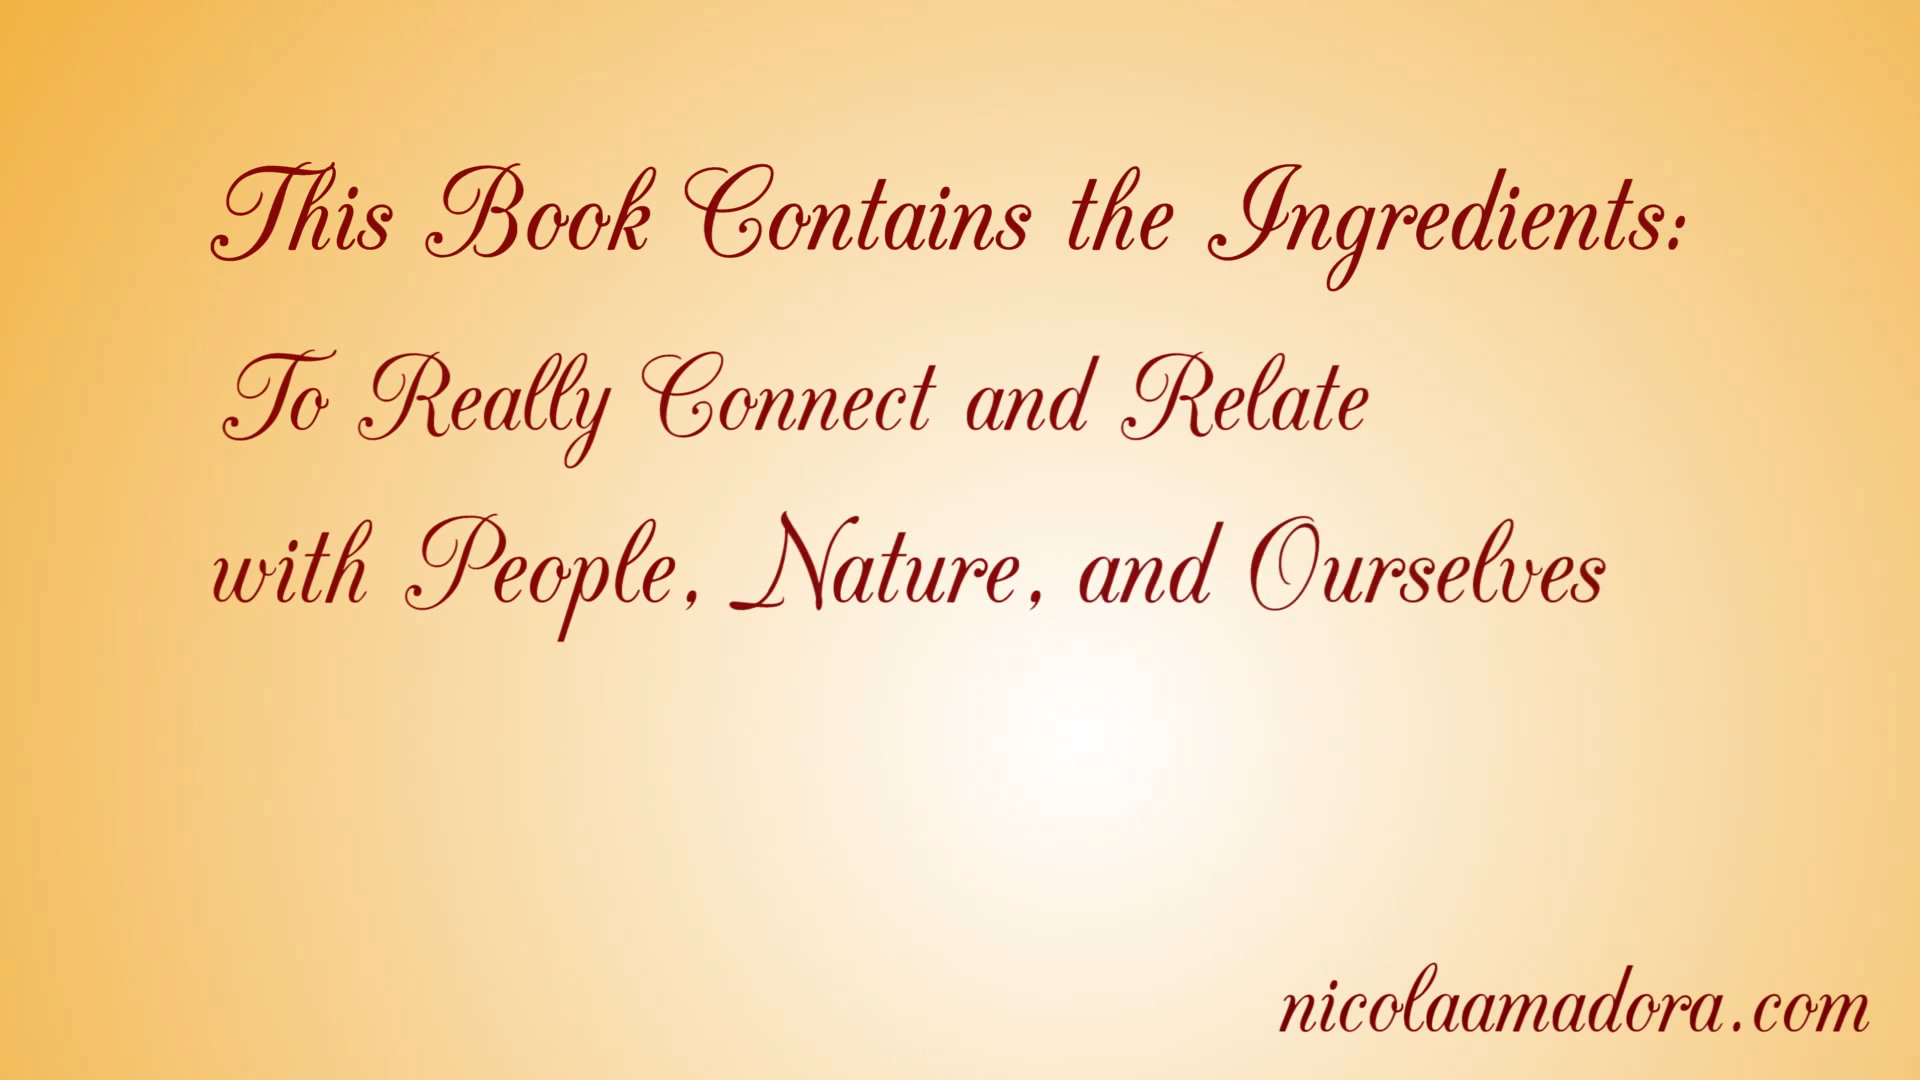 This Book Contains the Ingredients:
To Really Connect and Relate
with People, Nature, and Ourselves
nicolaamadora.com